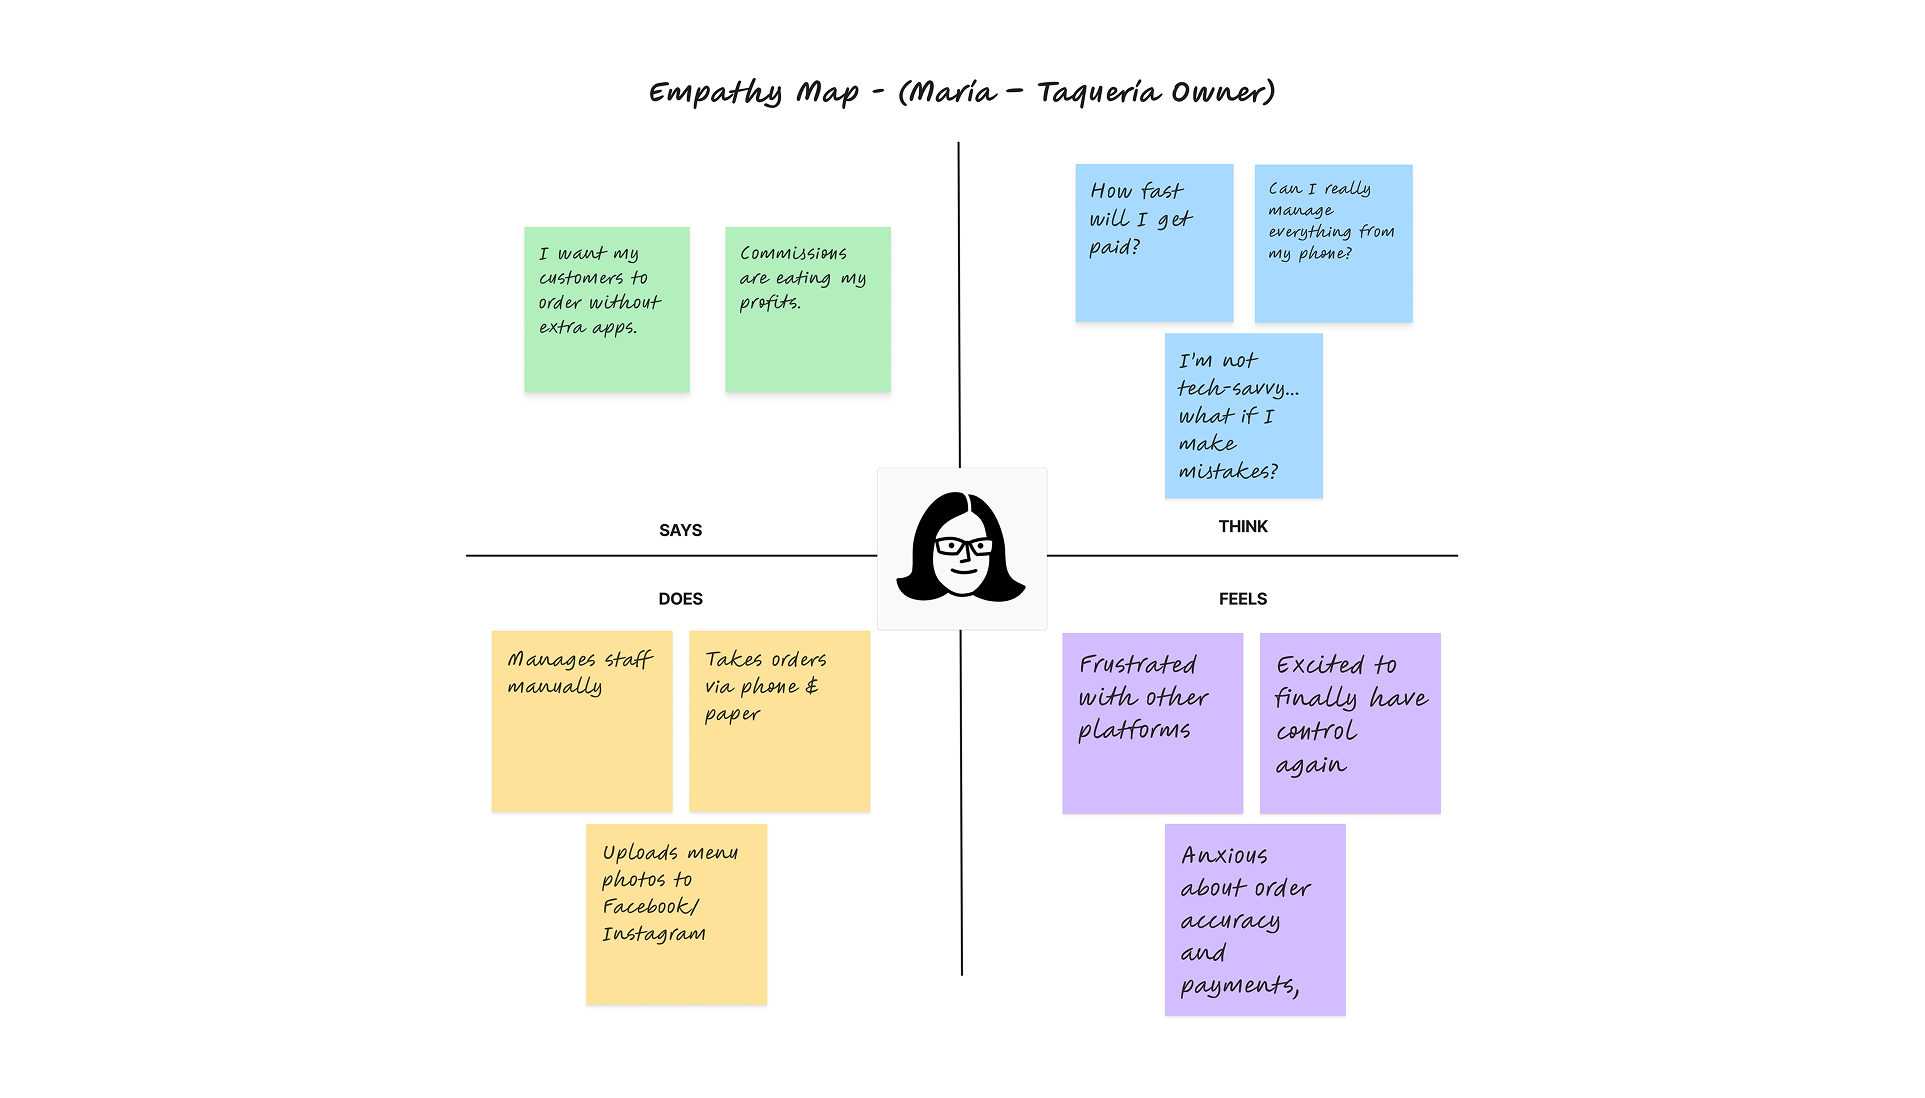 Empathy Map - (María – Taquería Owner)
I want my
customers to
order without
extra apps.
Commissions
are eating my
profits.
How fast
will I get
paid?
Can I really
manage
everything from
my phone?
I'm not
tech-savvy...
what if I
make
mistakes?
SAYS
THINK
DOES
FEELS
Manages staff
manually
Takes orders
via phone &
paper
Uploads menu
photos to
Facebook/
Instagram
Frustrated
with other
platforms
Excited to
finally have
control
again
Anxious
about order
accuracy
and
payments,